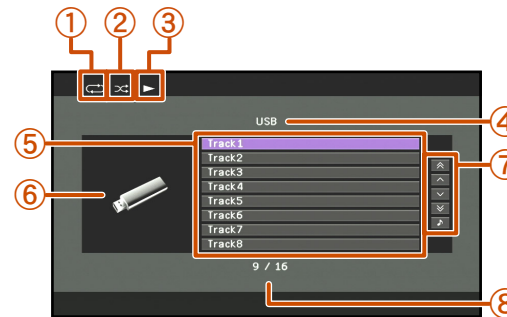 ① ② ③
USB ④
⑤ Track1
Track2
Track3 ⑦
Track4
⑥ Track5
Track6
Track7
Track8
9 / 16
⑧